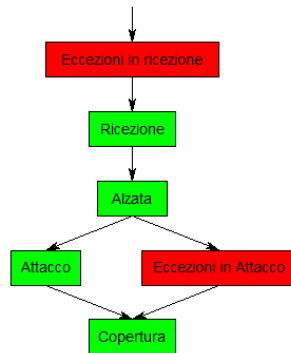 Eccezioni in ricezione
Ricezione
Alzata
Attacco
Eccezioni in Attacco
Copertura